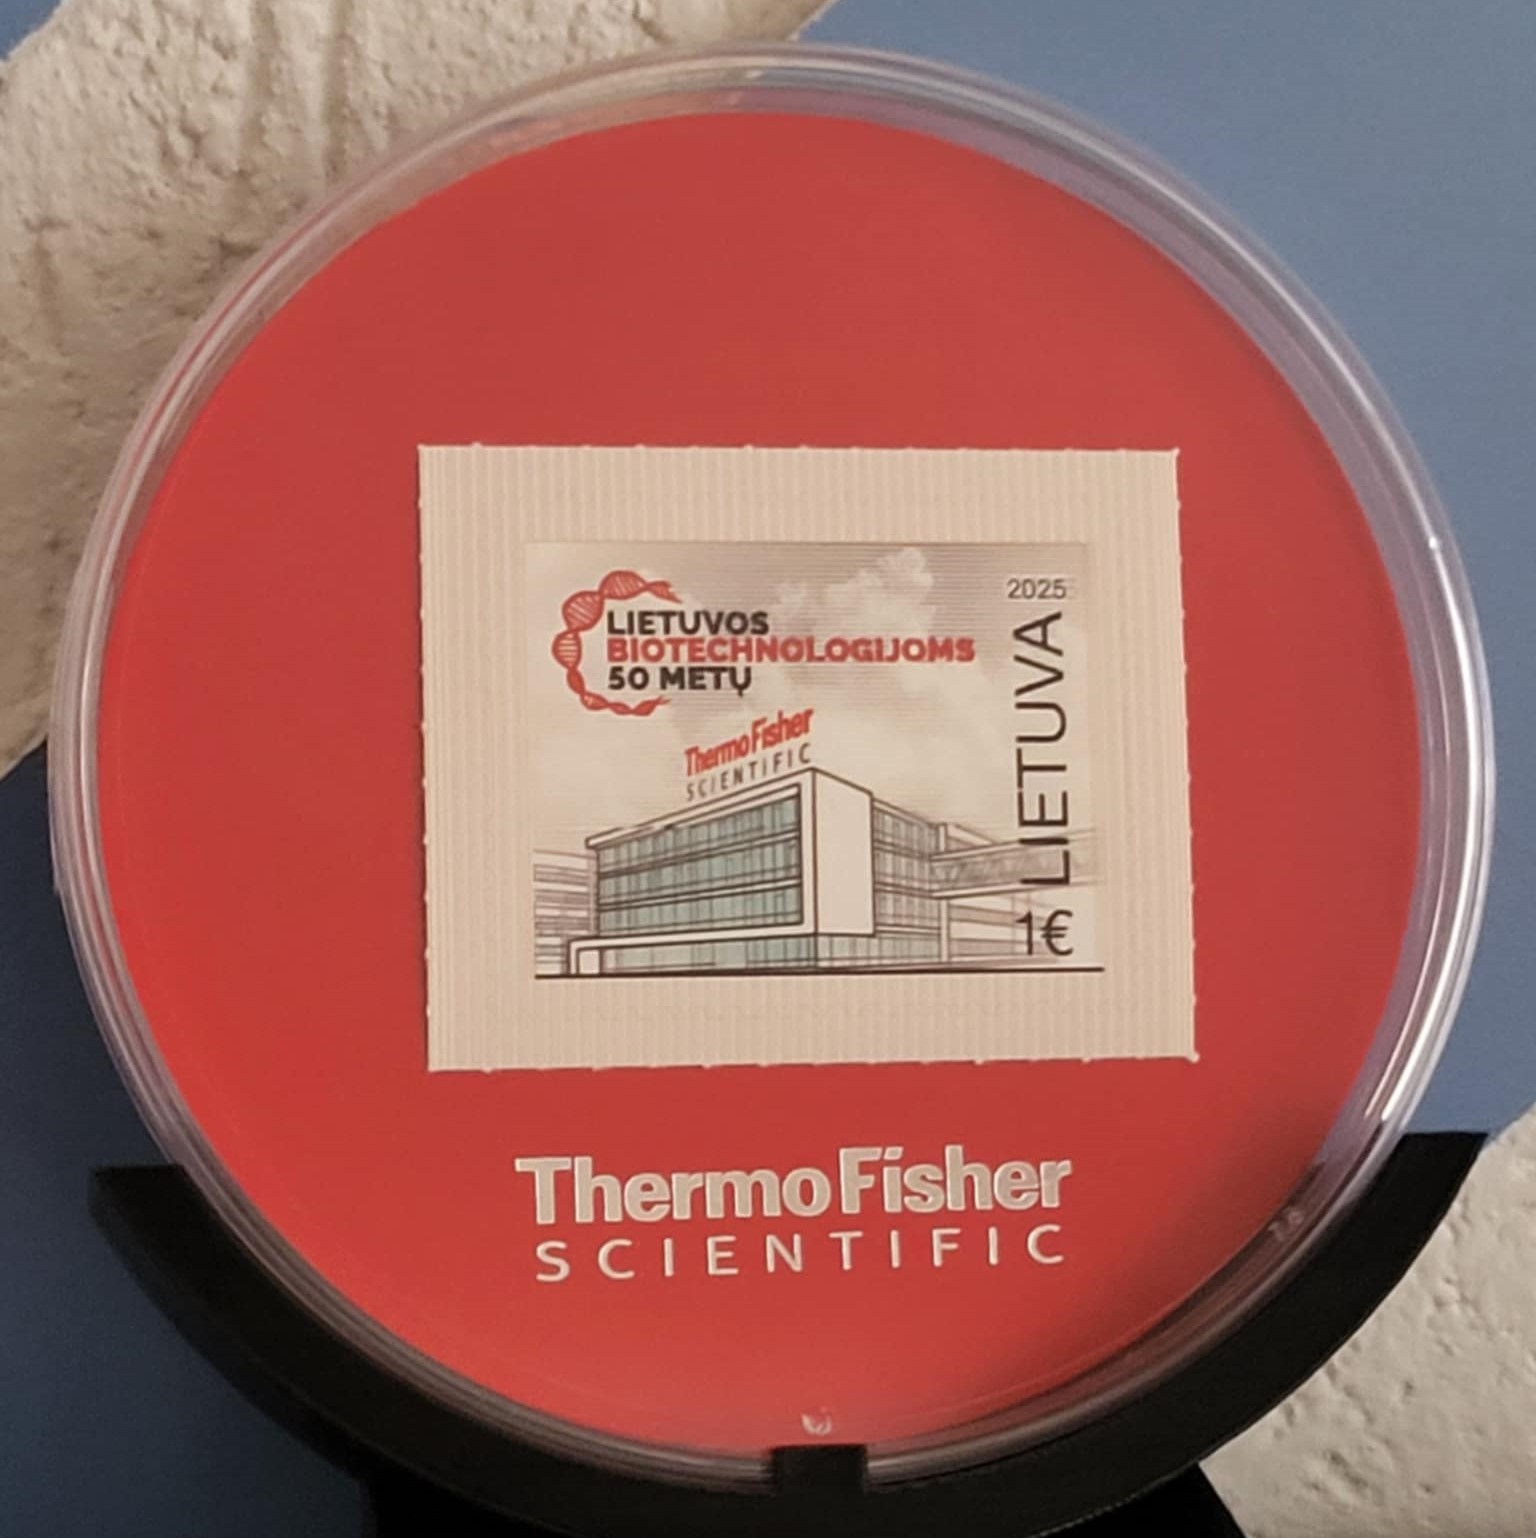 LIETUVOS
BIOTECHNOLOGIJOMS
50 METŲ
2025
LIETUVA
1€
ThermoFisher
SCIENTIFIC
ThermoFisher
SCIENTIFIC